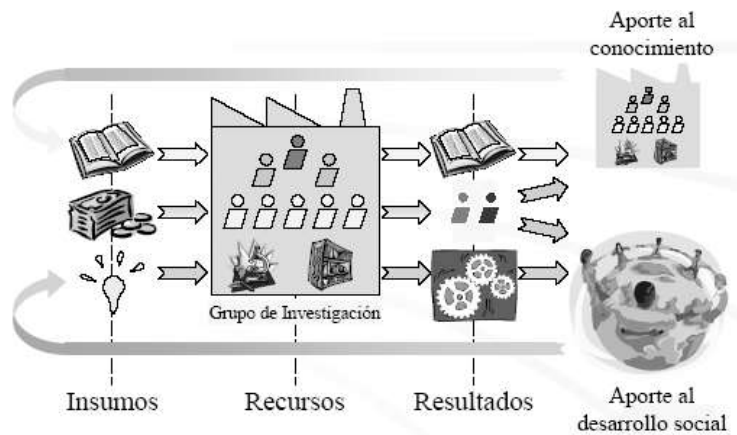 Aporte al
conocimiento
Grupo de Investigación
Insumos
Recursos
Resultados
Aporte al
desarrollo social